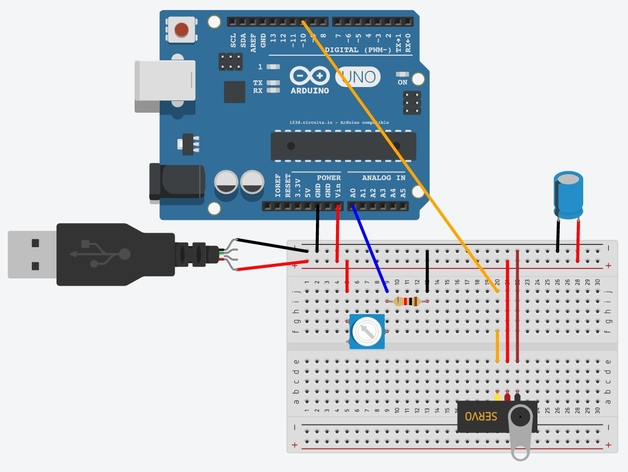 SCL SDA AREF GND 13 12 ~11 ~10 ~9 8 7 ~6 ~5 4 ~3 2 TX→1 RX←0
DIGITAL (PWM~)
1
TX
RX
UNO
ARDUINO
ON
123d.circuits.io - Arduino compatible
POWER ANALOG IN
IOREF RESET 3.3V 5V GND GND Vin A0 A1 A2 A3 A4 A5
SERVO